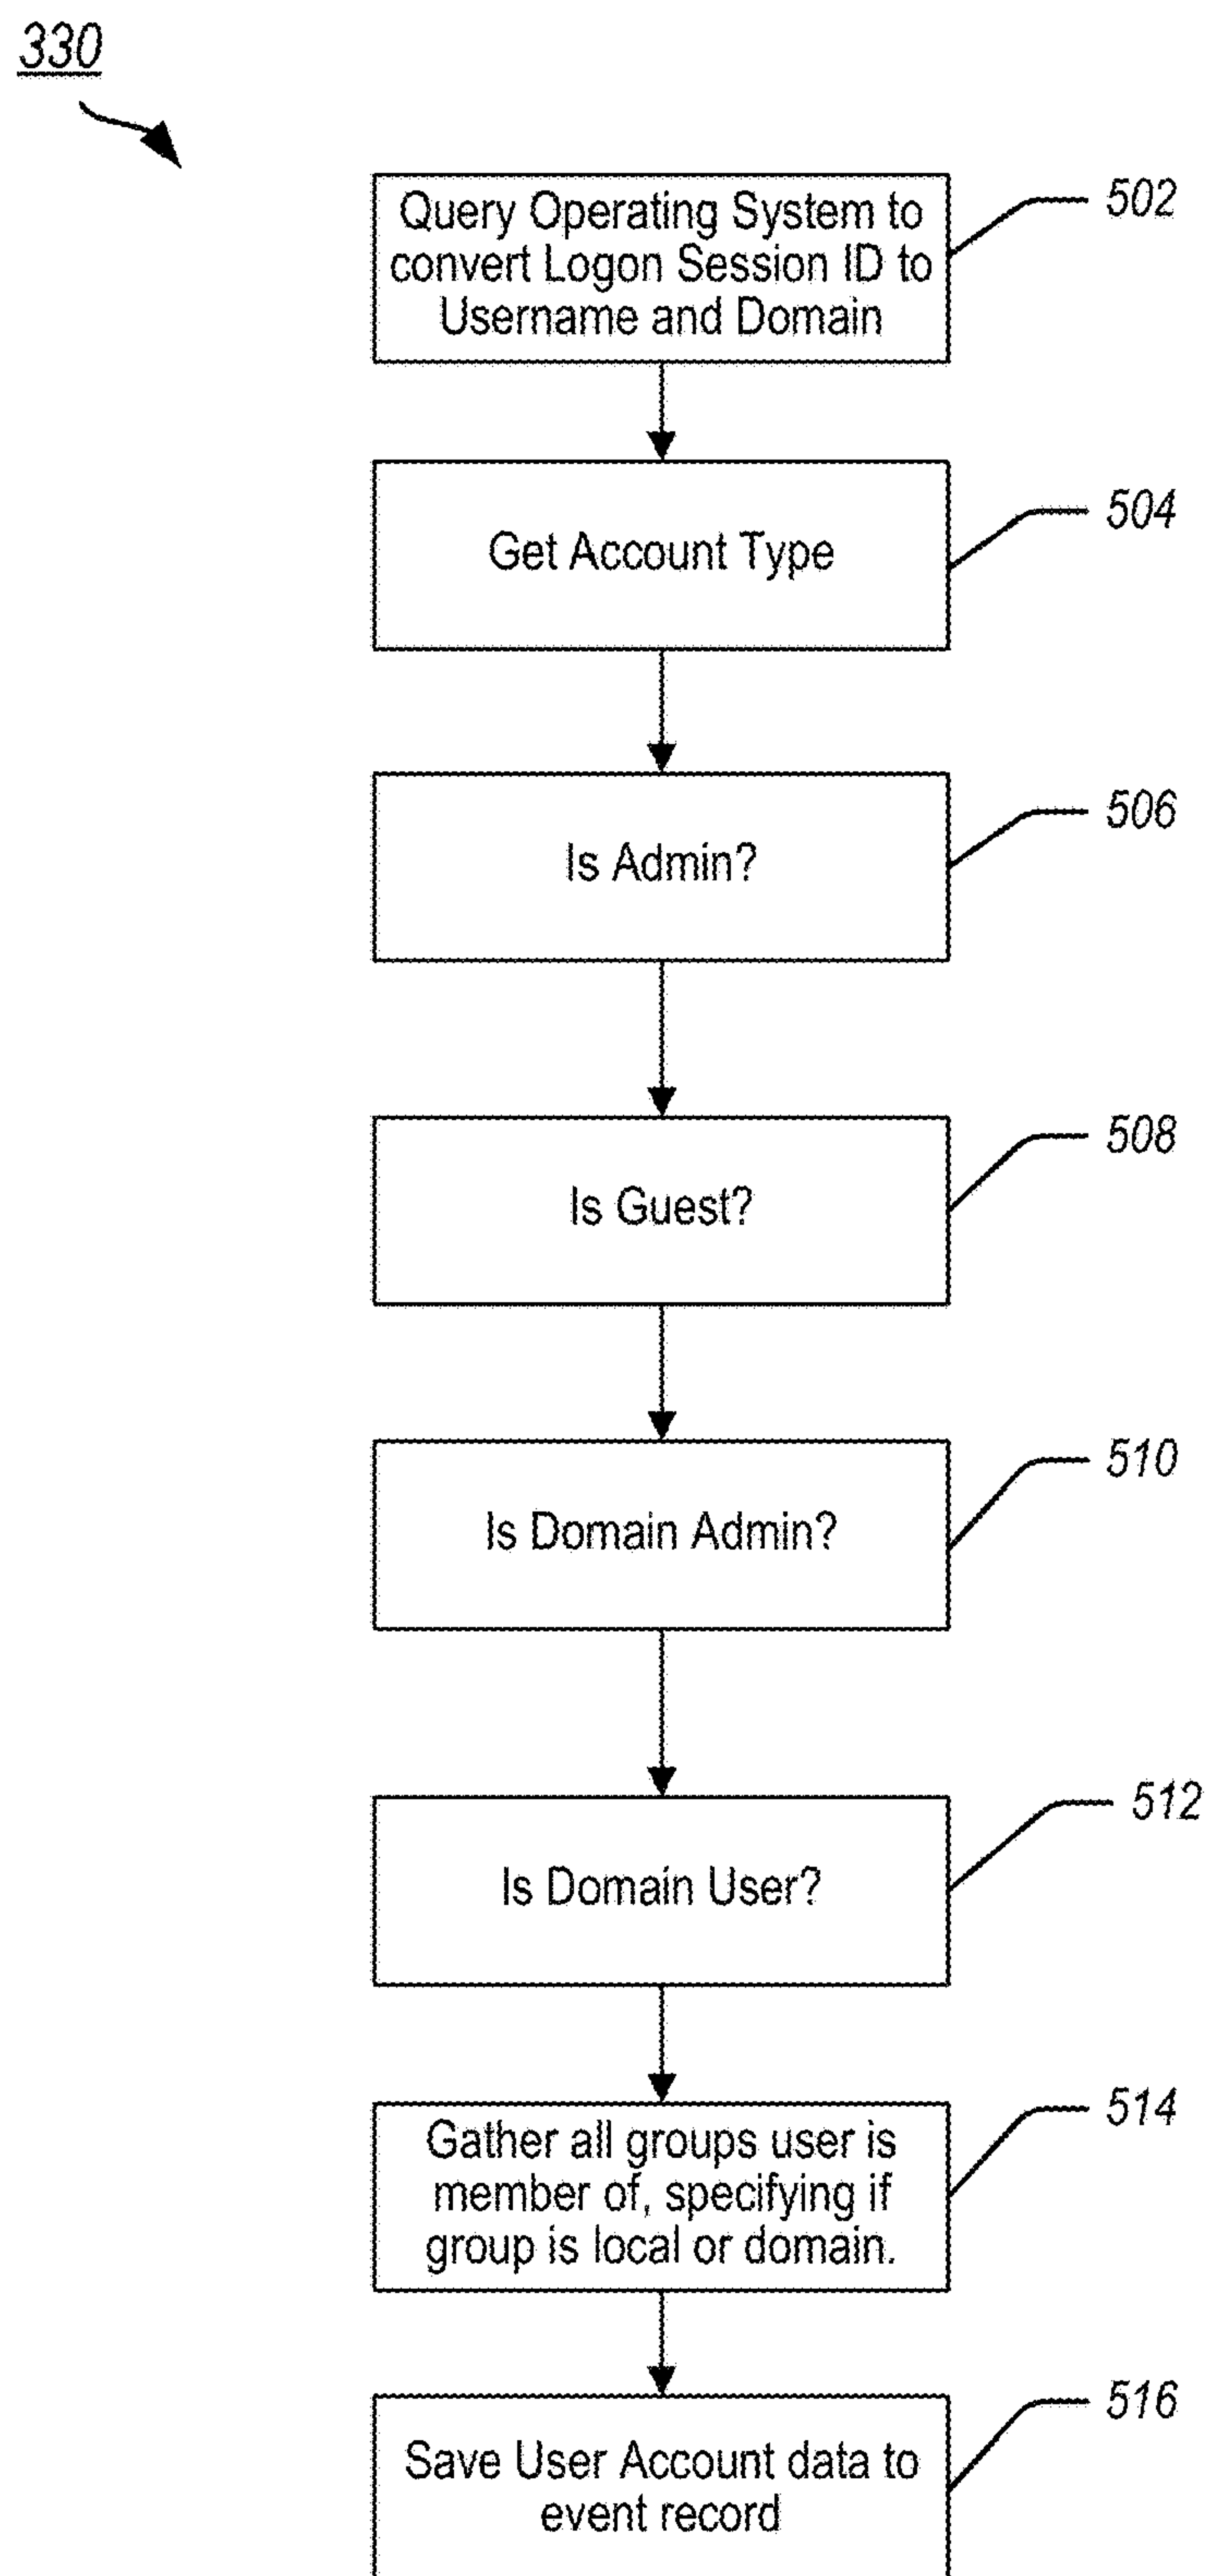 330
Query Operating System to
convert Logon Session ID to
Username and Domain
502
Get Account Type
504
Is Admin?
506
Is Guest?
508
Is Domain Admin?
510
Is Domain User?
512
Gather all groups user is
member of, specifying if
group is local or domain.
514
Save User Account data to
event record
516